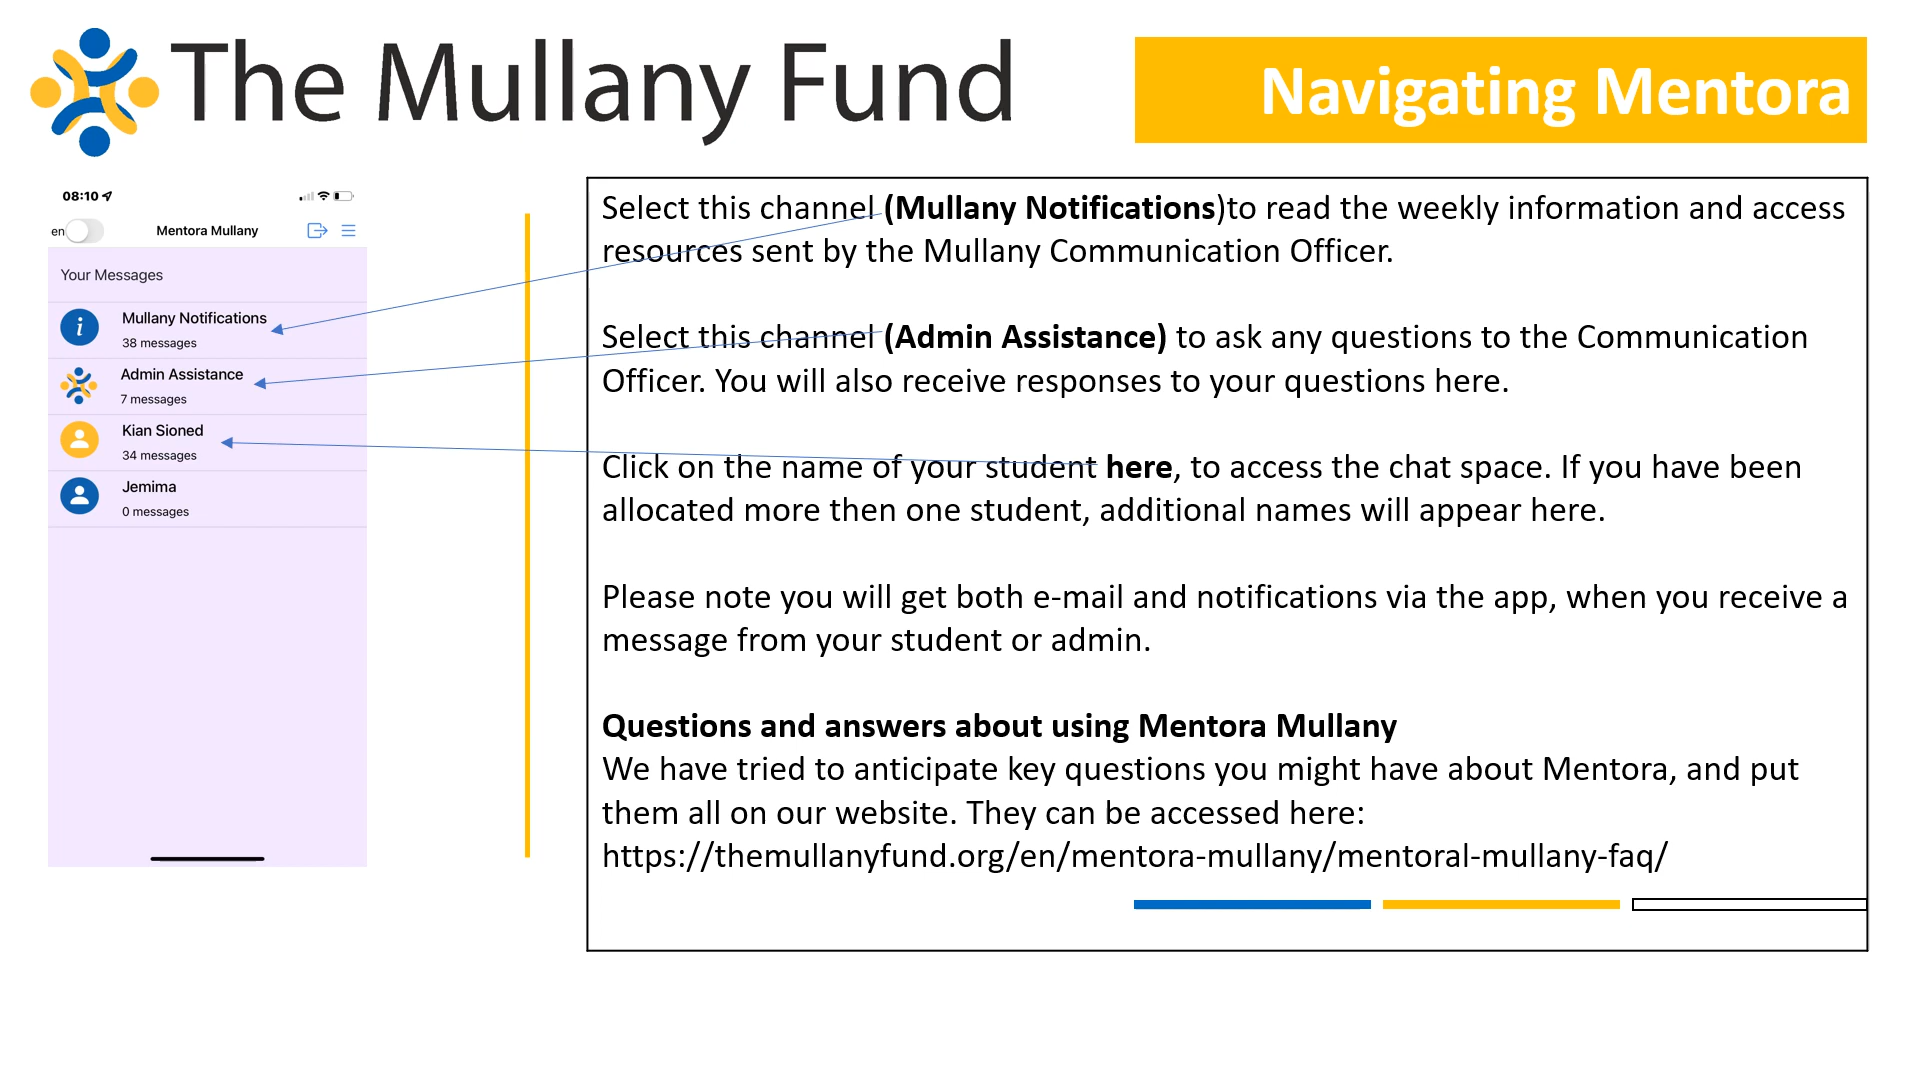 The Mullany Fund
Navigating Mentora
08:10
en
Mentora Mullany
Your Messages
Mullany Notifications
38 messages
Admin Assistance
7 messages
Kian Sioned
34 messages
Jemima
0 messages
Select this channel (Mullany Notifications)to read the weekly information and access
resources sent by the Mullany Communication Officer.
Select this channel (Admin Assistance) to ask any questions to the Communication
Officer. You will also receive responses to your questions here.
Click on the name of your student here, to access the chat space. If you have been
allocated more then one student, additional names will appear here.
Please note you will get both e-mail and notifications via the app, when you receive a
message from your student or admin.
Questions and answers about using Mentora Mullany
We have tried to anticipate key questions you might have about Mentora, and put
them all on our website. They can be accessed here:
https://themullanyfund.org/en/mentora-mullany/mentoral-mullany-faq/